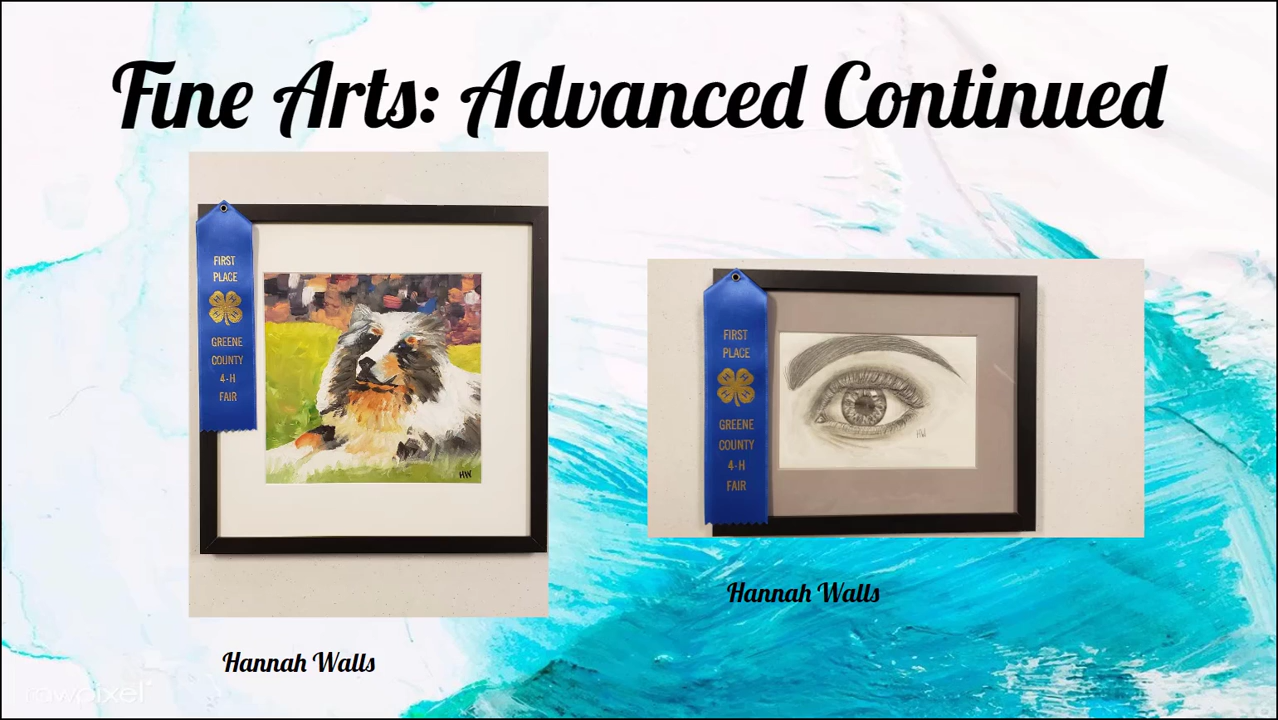 Fine Arts: Advanced Continued
FIRST
PLACE
GREENE
COUNTY
4-H
FAIR
HW
Hannah Walls
FIRST
PLACE
GREENE
COUNTY
4-H
FAIR
HW
Hannah Walls
rawpixel